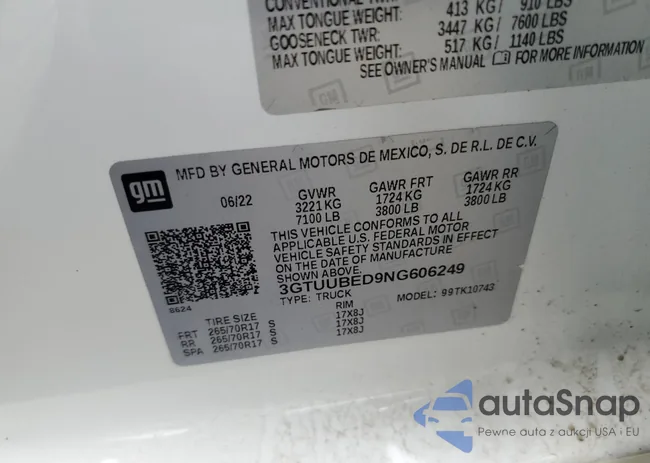 CONVENTIONAL TWR: 413 KG/ 910 LBS
MAX TONGUE WEIGHT: 3447 KG/ 7600 LBS
GOOSENECK TWR: 517 KG/ 1140 LBS
MAX TONGUE WEIGHT:
SEE OWNER'S MANUAL FOR MORE INFORMATION
gm
MFD BY GENERAL MOTORS DE MEXICO, S. DE R.L. DE C.V.
06/22 GVWR GAWR FRT GAWR RR
3221 KG 1724 KG 1724 KG
7100 LB 3800 LB 3800 LB
THIS VEHICLE CONFORMS TO ALL
APPLICABLE U.S. FEDERAL MOTOR
VEHICLE SAFETY STANDARDS IN EFFECT
ON THE DATE OF MANUFACTURE
SHOWN ABOVE
3GTUUBED9NG606249
TYPE: TRUCK MODEL: 99TK10743
8624
TIRE SIZE RIM
FRT 265/70R17 S 17X8J
RR 265/70R17 S 17X8J
SPA 265/70R17 S 17X8J
autoSnap
Pewne auta z aukcji USA i EU